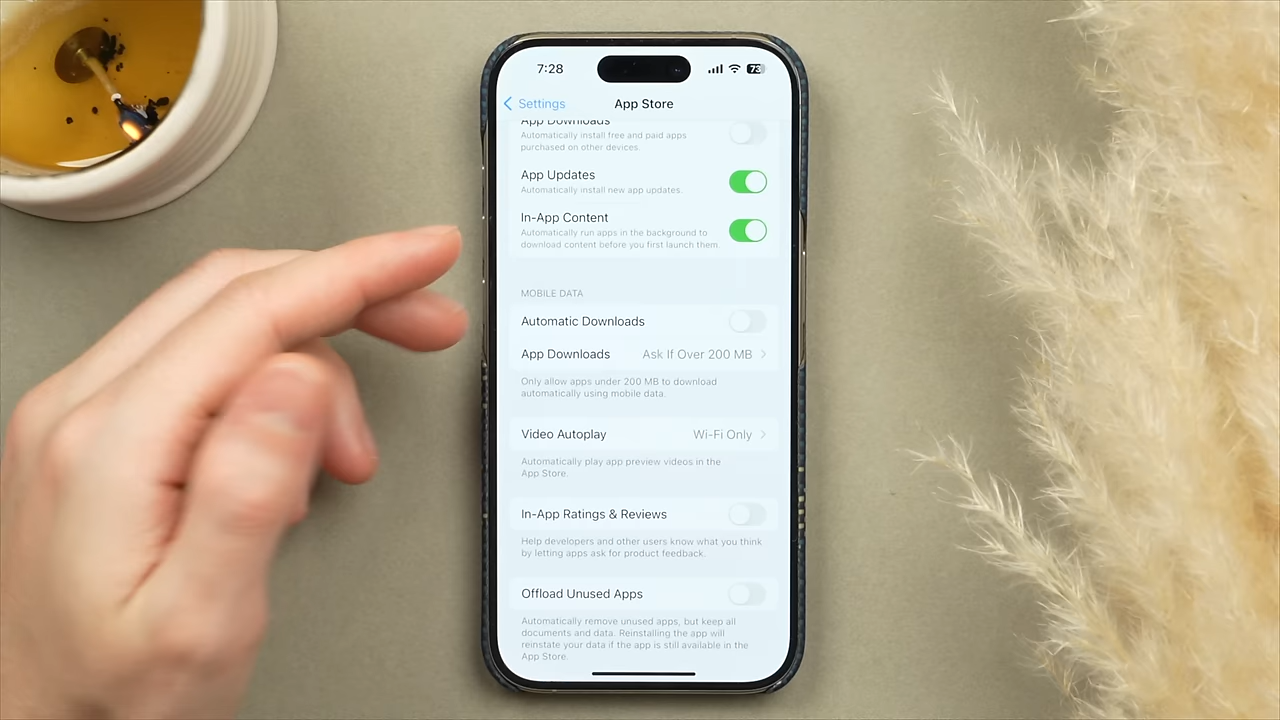 7:28
73
Settings
App Store
App Downloads
Automatically install free and paid apps
purchased on other devices.
App Updates
Automatically install new app updates.
In-App Content
Automatically run apps in the background to
download content before you first launch them.
MOBILE DATA
Automatic Downloads
App Downloads Ask If Over 200 MB
Only allow apps under 200 MB to download
automatically using mobile data.
Video Autoplay Wi-Fi Only
Automatically play app preview videos in the
App Store.
In-App Ratings & Reviews
Help developers and other users know what you think
by letting apps ask for product feedback.
Offload Unused Apps
Automatically remove unused apps, but keep all
documents and data. Reinstalling the app will
reinstate your data if the app is still available in the
App Store.